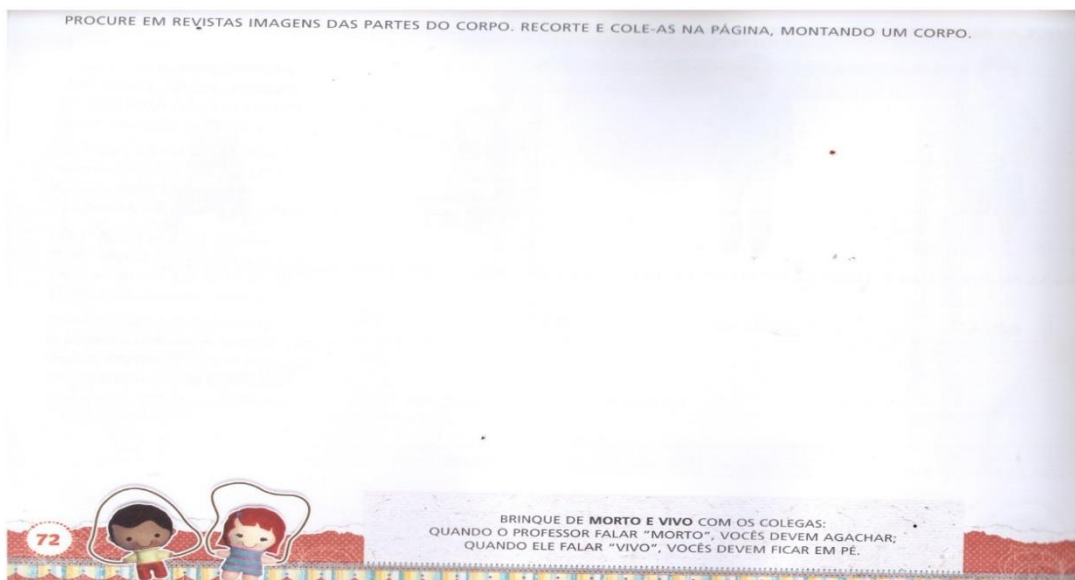 PROCURE EM REVISTAS IMAGENS DAS PARTES DO CORPO. RECORTE E COLE-AS NA PÁGINA, MONTANDO UM CORPO.
BRINQUE DE MORTO E VIVO COM OS COLEGAS:
QUANDO O PROFESSOR FALAR "MORTO", VOCÊS DEVEM AGACHAR;
QUANDO ELE FALAR "VIVO", VOCÊS DEVEM FICAR EM PÉ.
72